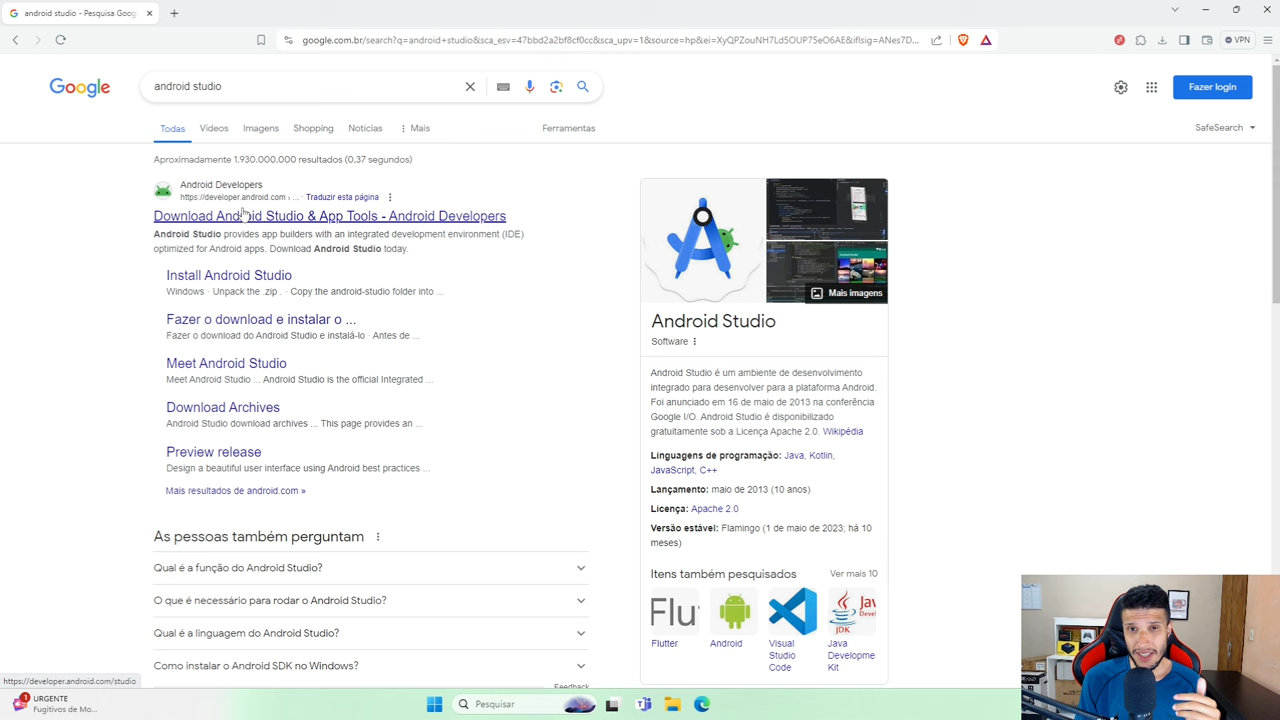 android studio - Pesquisa Goog
google.com.br/search?q=android+studio&sca_esv=47bbd2a2bf8cf0cc&sca_upv=1&source=hp&ei=XyQPZouNH7Ld5OUP75eO6AE&iflsig=ANes7D...
VPN
Google
android studio
Fazer login
Todas
Vídeos
Imagens
Shopping
Notícias
Mais
Ferramentas
SafeSearch
Aproximadamente 1.930.000.000 resultados (0,37 segundos)
Android Developers
https://developer.android.com › ... Traduzir esta página
Download Android Studio & App Tools - Android Developers
Android Studio provides app builders with an integrated development environment (IDE)
optimized for Android apps. Download Android Studio today.
Install Android Studio
Windows · Unpack the .zip . · Copy the android-studio folder into ...
Fazer o download e instalar o ...
Fazer o download do Android Studio e instalá-lo · Antes de ...
Meet Android Studio
Meet Android Studio ... Android Studio is the official Integrated ...
Download Archives
Android Studio download archives ... This page provides an ...
Preview release
Design a beautiful user interface using Android best practices ...
Mais resultados de android.com »
As pessoas também perguntam
Qual é a função do Android Studio?
O que é necessário para rodar o Android Studio?
Qual é a linguagem do Android Studio?
Como instalar o Android SDK no Windows?
Feedback
Mais imagens
Android Studio
Software
Android Studio é um ambiente de desenvolvimento
integrado para desenvolver para a plataforma Android.
Foi anunciado em 16 de maio de 2013 na conferência
Google I/O. Android Studio é disponibilizado
gratuitamente sob a Licença Apache 2.0. Wikipédia
Linguagens de programação: Java, Kotlin,
JavaScript, C++
Lançamento: maio de 2013 (10 anos)
Licença: Apache 2.0
Versão estável: Flamingo (1 de maio de 2023; há 10
meses)
Itens também pesquisados
Ver mais 10
Flu
Jav
JDK
Flutter
Android
Visual
Studio
Code
Java
Developme
Kit
https://developer.android.com/studio
1
URGENTE
Fugitivos de Mo...
Pesquisar